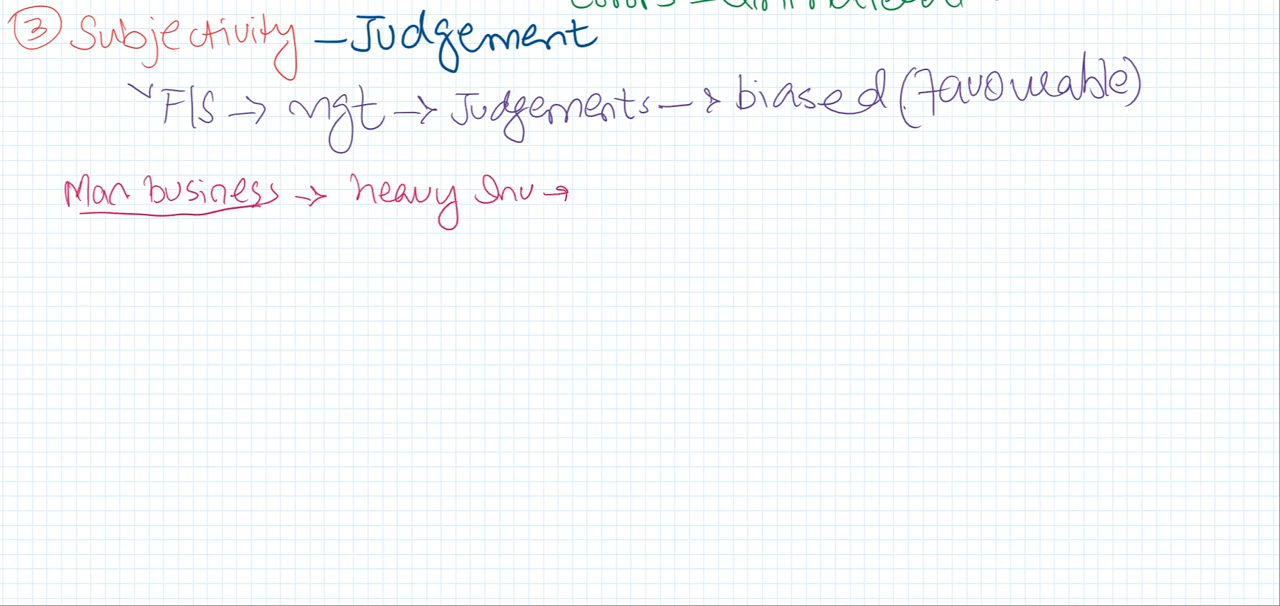 ③ Subjectivity – Judgement
F/S → mgt → Judgements → biased (favourable)
Man business → heavy Inv →